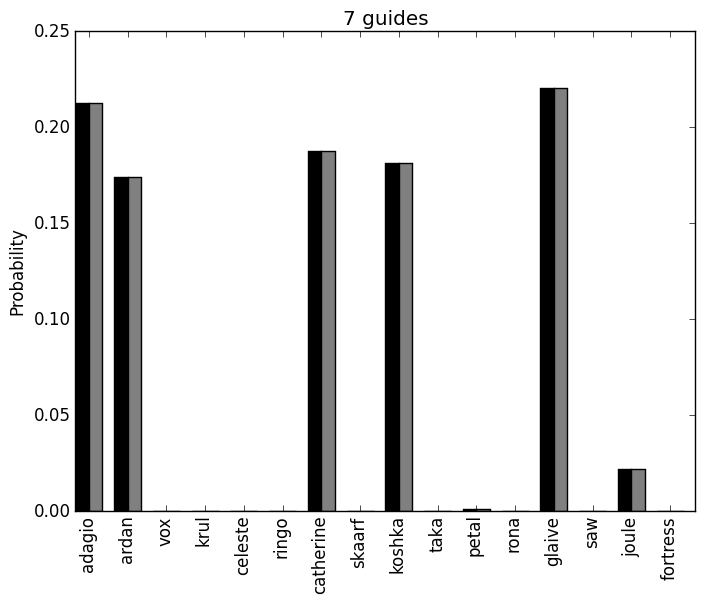 7 guides
0.25
0.20
0.15
0.10
0.05
0.00
Probability
adagio
ardan
vox
krul
celeste
ringo
catherine
skaarf
koshka
taka
petal
rona
glaive
saw
joule
fortress